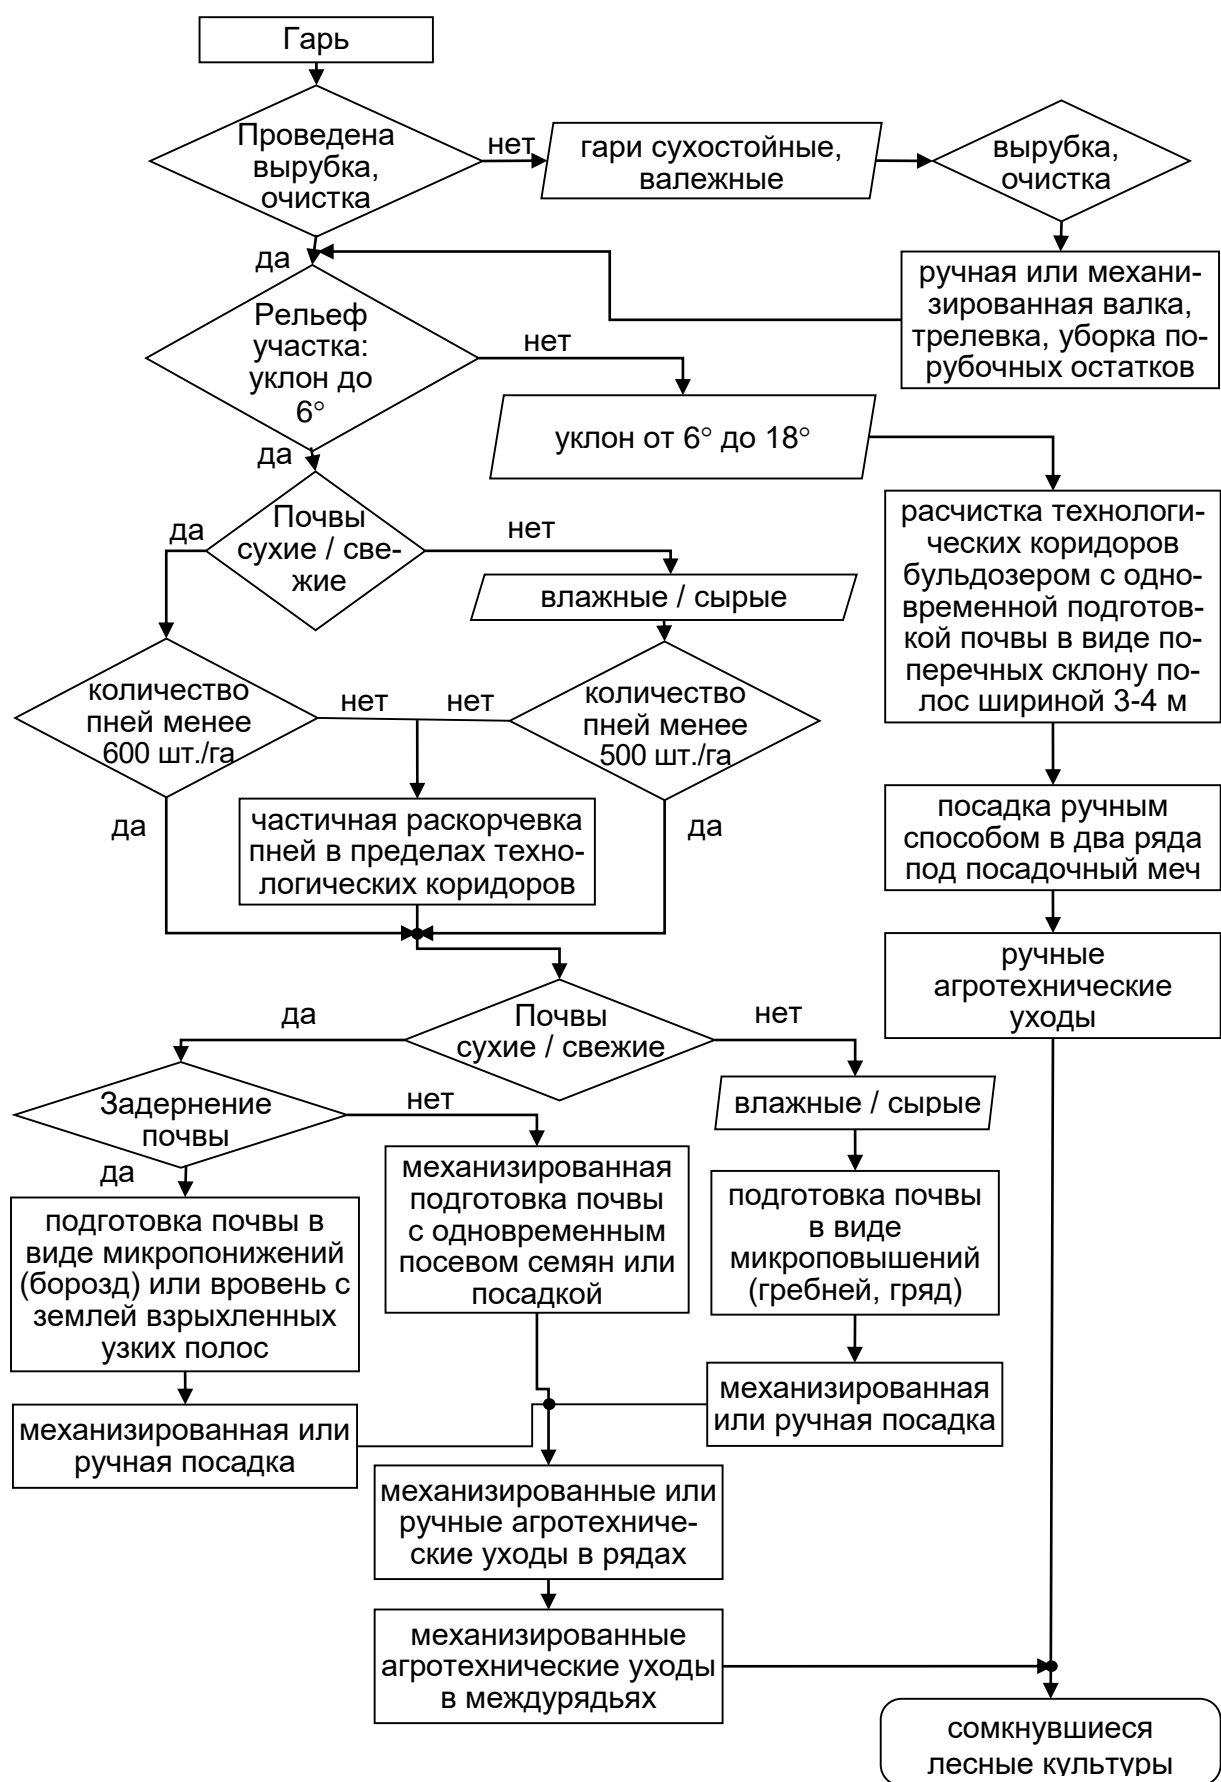 Гарь
Проведена
вырубка,
очистка
нет
гари сухостойные,
валежные
вырубка,
очистка
да
ручная или механи-
зированная валка,
трелевка, уборка по-
рубочных остатков
Рельеф
участка:
уклон до
6°
нет
уклон от 6° до 18°
да
расчистка технологи-
ческих коридоров
бульдозером с одно-
временной подготов-
кой почвы в виде по-
перечных склону по-
лос шириной 3-4 м
Почвы
сухие / све-
жие
да
нет
влажные / сырые
количество
пней менее
600 шт./га
нет
нет
количество
пней менее
500 шт./га
да
частичная раскорчевка
пней в пределах техно-
логических коридоров
да
посадка ручным
способом в два ряда
под посадочный меч
ручные
агротехнические
уходы
Почвы
сухие / свежие
да
нет
Задернение
почвы
нет
влажные / сырые
да
подготовка почвы в
виде микропонижений
(борозд) или вровень с
землей взрыхленных
узких полос
механизированная
подготовка почвы
с одновременным
посевом семян или
посадкой
подготовка почвы
в виде
микроповышений
(гребней, гряд)
механизированная или
ручная посадка
механизированная
или ручная посадка
механизированные или
ручные агротехниче-
ские уходы в рядах
механизированные
агротехнические уходы
в междурядьях
сомкнувшиеся
лесные культуры